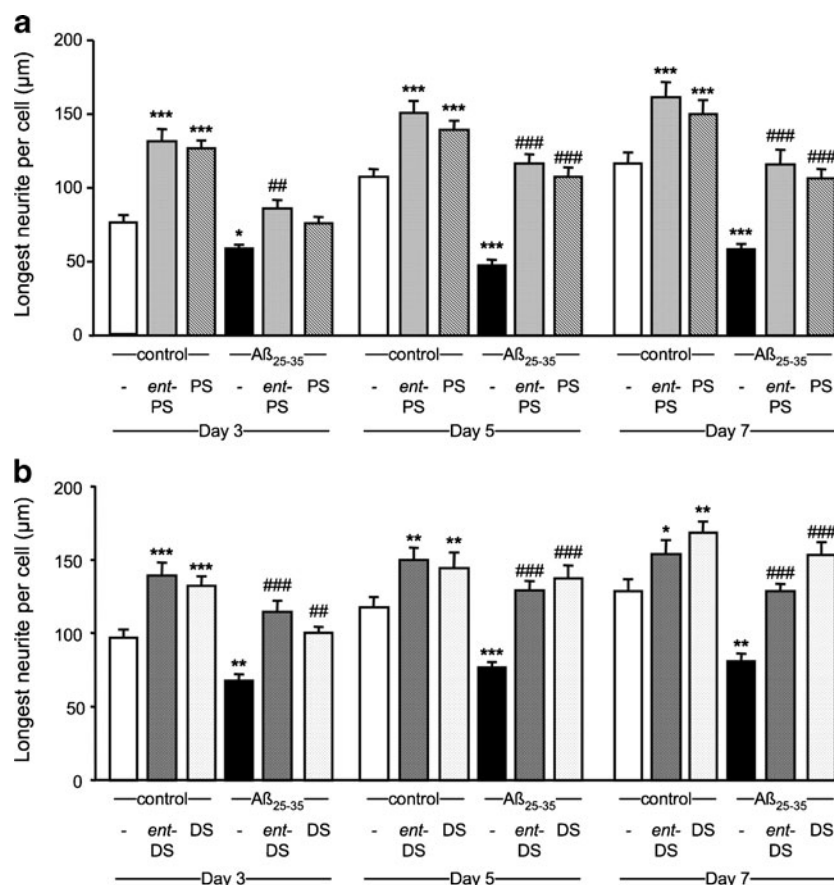 a
Longest neurite per cell (µm)
200
150
100
50
0
*** *** ## * *** *** ### ### *** *** *** ### ### ***
control Aß25-35 control Aß25-35 control Aß25-35
- ent-PS PS - ent-PS PS - ent-PS PS - ent-PS PS - ent-PS PS - ent-PS PS
Day 3 Day 5 Day 7
b
Longest neurite per cell (µm)
200
150
100
50
0
*** *** ** ### ## ** ** *** ### ### * ** ** ### ###
control Aß25-35 control Aß25-35 control Aß25-35
- ent-DS DS - ent-DS DS - ent-DS DS - ent-DS DS - ent-DS DS - ent-DS DS
Day 3 Day 5 Day 7